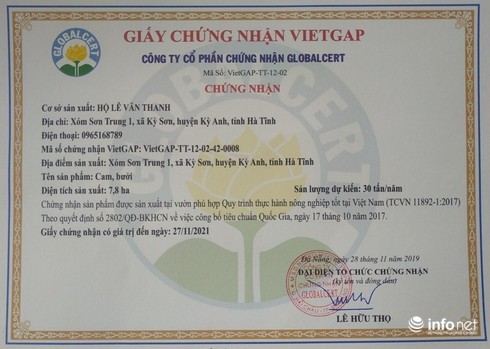 GLOBALCERT
GIẤY CHỨNG NHẬN VIETGAP
CÔNG TY CỔ PHẦN CHỨNG NHẬN GLOBALCERT
Mã Số: VietGAP-TT-12-02
CHỨNG NHẬN
Cơ sở sản xuất: HỘ LÊ VĂN THANH
Địa chỉ: Xóm Sơn Trung 1, xã Kỳ Sơn, huyện Kỳ Anh, tỉnh Hà Tĩnh
Điện thoại: 0965168789
Mã số chứng nhận VietGAP: VietGAP-TT-12-02-42-0008
Địa điểm sản xuất: Xóm Sơn Trung 1, xã Kỳ Sơn, huyện Kỳ Anh, tỉnh Hà Tĩnh
Tên sản phẩm: Cam, bưởi
Diện tích sản xuất: 7,8 ha Sản lượng dự kiến: 30 tấn/năm
Chứng nhận sản phẩm được sản xuất tại vườn phù hợp Quy trình thực hành nông nghiệp tốt tại Việt Nam (TCVN 11892-1:2017)
Theo quyết định số 2802/QĐ-BKHCN về việc công bố tiêu chuẩn Quốc Gia, ngày 17 tháng 10 năm 2017.
Giấy chứng nhận có giá trị đến ngày: 27/11/2021
Đà Nẵng, ngày 28 tháng 11 năm 2019
ĐẠI DIỆN TỔ CHỨC CHỨNG NHẬN
(ký tên và đóng dấu)
CHỨNG NHẬN
GLOBALCERT
LÊ HỮU THỌ
infonet